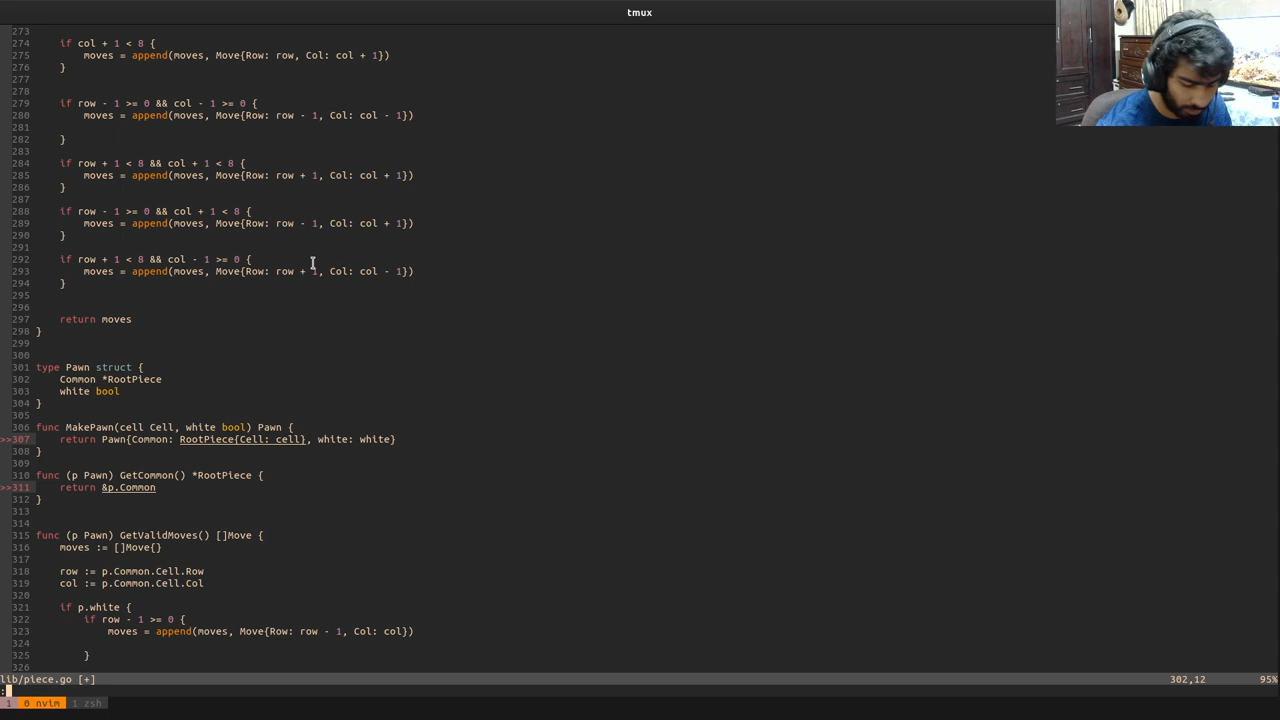 tmux
273
274 if col + 1 < 8 {
275 moves = append(moves, Move{Row: row, Col: col + 1})
276 }
277
278
279 if row - 1 >= 0 && col - 1 >= 0 {
280 moves = append(moves, Move{Row: row - 1, Col: col - 1})
281
282 }
283
284 if row + 1 < 8 && col + 1 < 8 {
285 moves = append(moves, Move{Row: row + 1, Col: col + 1})
286 }
287
288 if row - 1 >= 0 && col + 1 < 8 {
289 moves = append(moves, Move{Row: row - 1, Col: col + 1})
290 }
291
292 if row + 1 < 8 && col - 1 >= 0 {
293 moves = append(moves, Move{Row: row + 1, Col: col - 1})
294 }
295
296
297 return moves
298 }
299
300
301 type Pawn struct {
302 Common *RootPiece
303 white bool
304 }
305
306 func MakePawn(cell Cell, white bool) Pawn {
>>307 return Pawn{Common: RootPiece{Cell: cell}, white: white}
308 }
309
310 func (p Pawn) GetCommon() *RootPiece {
>>311 return &p.Common
312 }
313
314
315 func (p Pawn) GetValidMoves() []Move {
316 moves := []Move{}
317
318 row := p.Common.Cell.Row
319 col := p.Common.Cell.Col
320
321 if p.white {
322 if row - 1 >= 0 {
323 moves = append(moves, Move{Row: row - 1, Col: col})
324
325 }
326
lib/piece.go [+] 302,12 95%
:
1 0 nvim 1 zsh